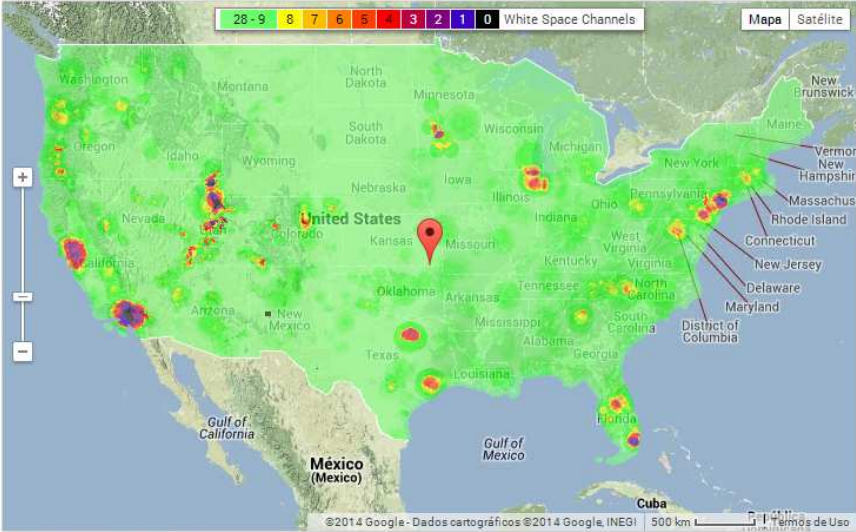 28 - 9 8 7 6 5 4 3 2 1 0 White Space Channels
Mapa Satélite
Washington
Montana
North
Dakota
Minnesota
New
Brunswick
Maine
Oregon
Idaho
South
Dakota
Wisconsin
Michigan
Vermon
New
Hampshir
Wyoming
New York
Massachus
Rhode Island
Connecticut
New Jersey
Delaware
Maryland
District of
Columbia
Iowa
Nebraska
Illinois
Indiana
Ohio
Pennsylvania
Nevada
Utah
Colorado
United States
Kansas
Missouri
West
Virginia
Virginia
Kentucky
California
Arizona
New
Mexico
Oklahoma
Arkansas
Tennessee
North
Carolina
South
Carolina
Mississippi
Alabama
Georgia
Texas
Louisiana
Florida
Gulf of
California
Gulf of
Mexico
México
(Mexico)
Cuba
©2014 Google - Dados cartográficos ©2014 Google, INEGI 500 km Termos de Uso